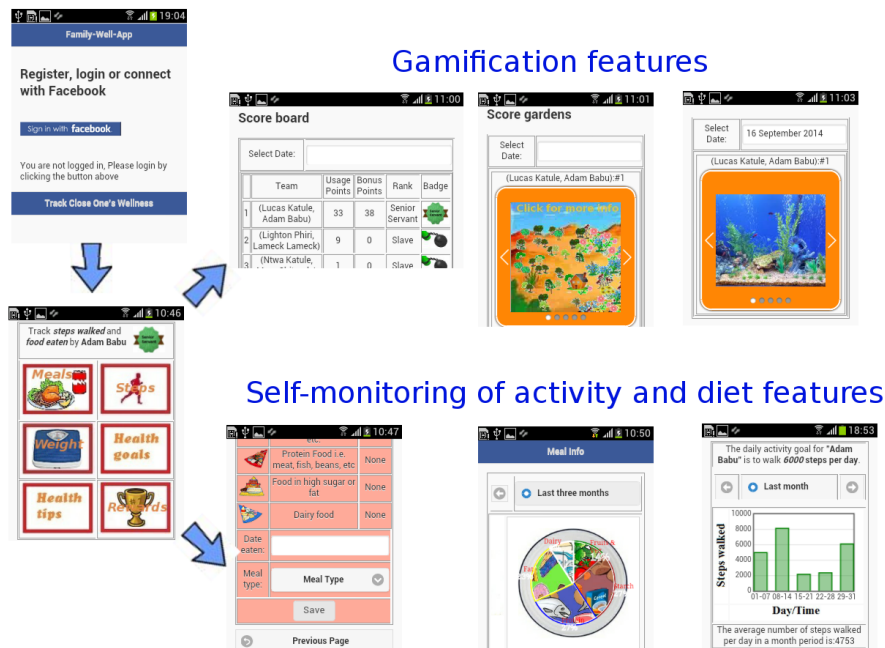 19:04
Family-Well-App
Register, login or connect
with Facebook
Sign in with facebook
You are not logged in, Please login by
clicking the button above
Track Close One's Wellness
Gamification features
11:00
Score board
Select Date:
Team Usage Points Bonus Points Rank Badge
1 (Lucas Katule, Adam Babu) 33 38 Senior Servant
2 (Lighton Phiri, Lameck Lameck) 9 0 Slave
3 (Ntwa Katule, 1 0 Slave
11:01
Score gardens
Select
Date:
(Lucas Katule, Adam Babu):#1
Click for more info
11:03
Select
Date:
16 September 2014
(Lucas Katule, Adam Babu):#1
10:46
Track steps walked and
food eaten by Adam Babu
Meals
Steps
Weight
Health
goals
Health
tips
Rewards
Self-monitoring of activity and diet features
10:47
etc.
Protein Food i.e.
meat, fish, beans, etc
None
Food in high sugar or
fat
None
Dairy food
None
Date
eaten:
Meal
type:
Meal Type
Save
Previous Page
10:50
Meal Info
Last three months
Dairy
18:53
The daily activity goal for "Adam
Babu" is to walk 6000 steps per day.
Last month
Steps walked
10000
8000
6000
4000
2000
0
01-07 08-14 15-21 22-28 29-31
Day/Time
The average number of steps walked
per day in a month period is:4753